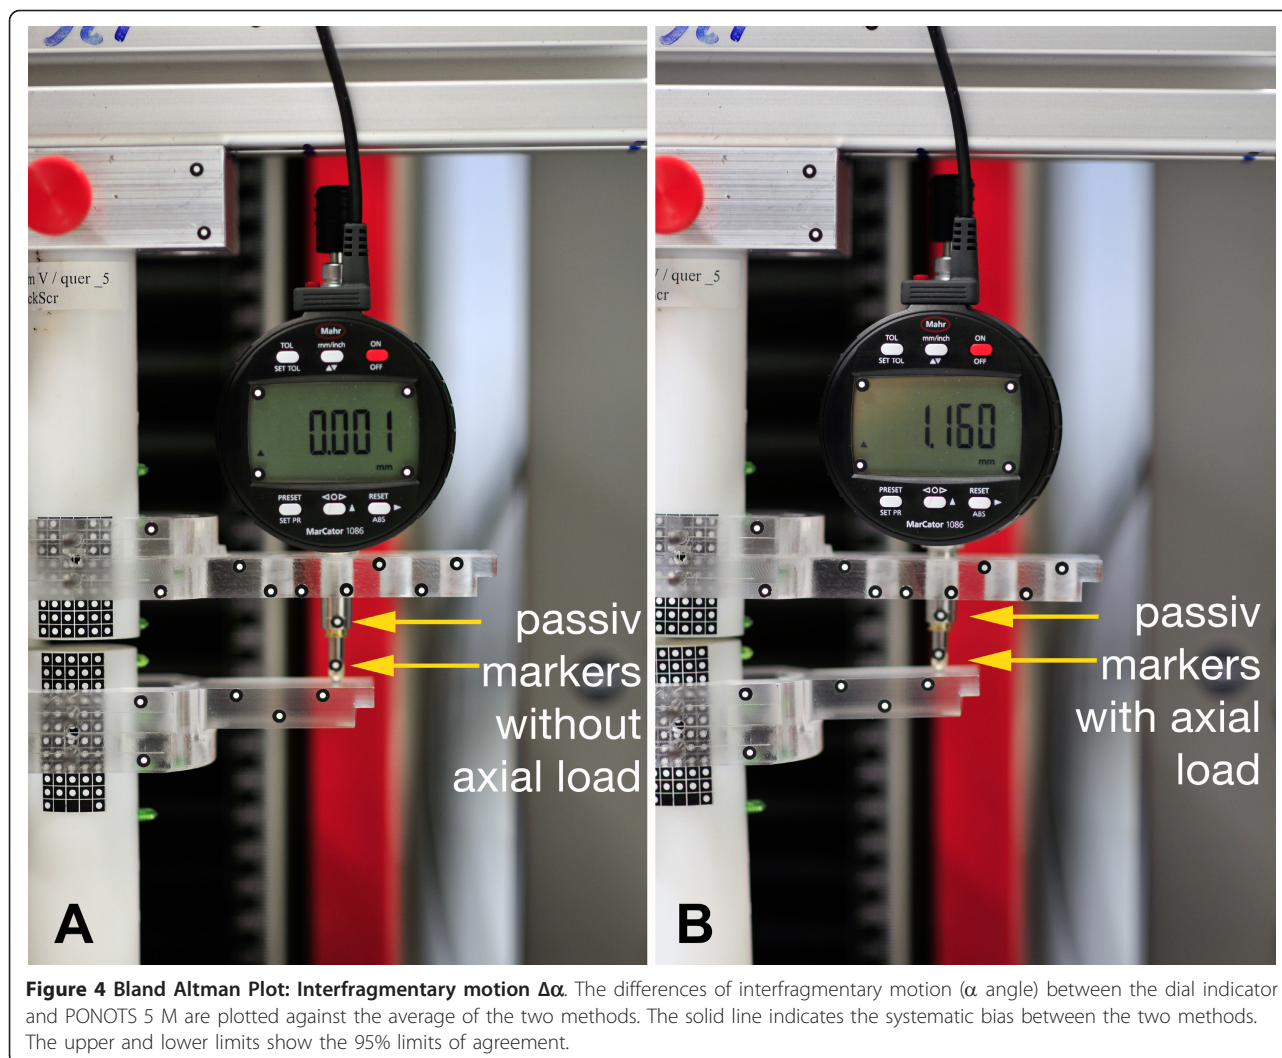 m V / quer _5
ckScr
Mahr
TOL
mm/inch
ON
SET TOL
OFF
0.001
mm
PRESET
RESET
SET PR
ABS
MarCator 1086
passiv
markers
without
axial load
A
/ quer _5
cr
Mahr
TOL
mm/inch
ON
SET TOL
OFF
1.160
mm
PRESET
RESET
SET PR
ABS
MarCator 1086
passiv
markers
with axial
load
B
Figure 4 Bland Altman Plot: Interfragmentary motion Δα. The differences of interfragmentary motion (α angle) between the dial indicator
and PONOTS 5 M are plotted against the average of the two methods. The solid line indicates the systematic bias between the two methods.
The upper and lower limits show the 95% limits of agreement.